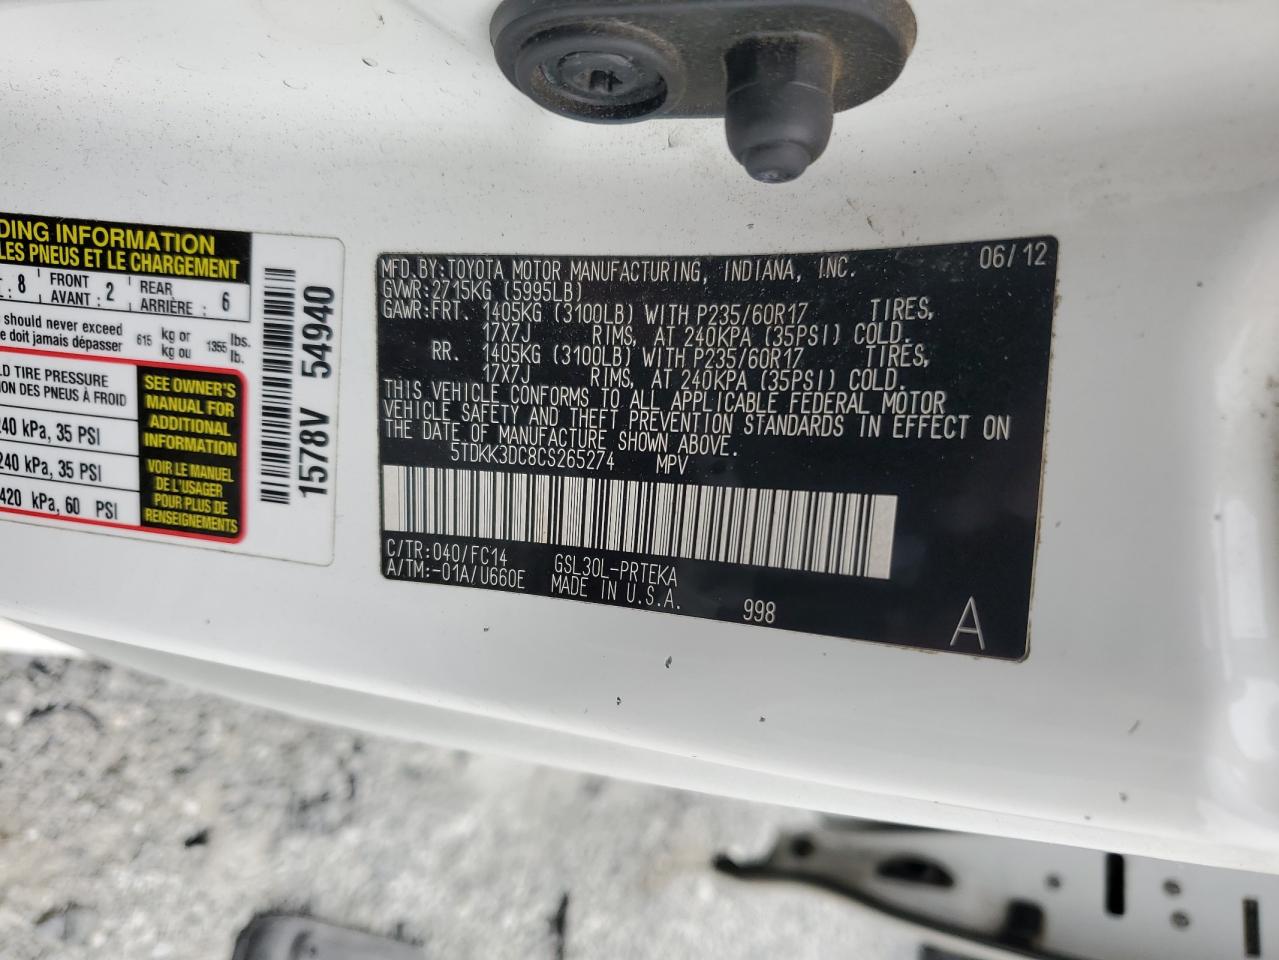 DING INFORMATION
LES PNEUS ET LE CHARGEMENT
8 FRONT AVANT : 2 REAR ARRIÈRE : 6
should never exceed
e doit jamais dépasser 615 kg or kg ou 1355 lbs. lb.
LD TIRE PRESSURE
ION DES PNEUS À FROID
240 kPa, 35 PSI
240 kPa, 35 PSI
420 kPa, 60 PSI
SEE OWNER'S
MANUAL FOR
ADDITIONAL
INFORMATION
VOIR LE MANUEL
DE L'USAGER
POUR PLUS DE
RENSEIGNEMENTS
1578V 54940
MFD.BY:TOYOTA MOTOR MANUFACTURING, INDIANA, INC. 06/12
GVWR:2715KG (5995LB)
GAWR:FRT. 1405KG (3100LB) WITH P235/60R17 TIRES,
17X7J RIMS, AT 240KPA (35PSI) COLD.
RR. 1405KG (3100LB) WITH P235/60R17 TIRES,
17X7J RIMS, AT 240KPA (35PSI) COLD.
THIS VEHICLE CONFORMS TO ALL APPLICABLE FEDERAL MOTOR
VEHICLE SAFETY AND THEFT PREVENTION STANDARDS IN EFFECT ON
THE DATE OF MANUFACTURE SHOWN ABOVE.
5TDKK3DC8CS265274 MPV
C/TR:040/FC14 GSL30L-PRTEKA
A/TM:-01A/U660E MADE IN U.S.A. 998
A